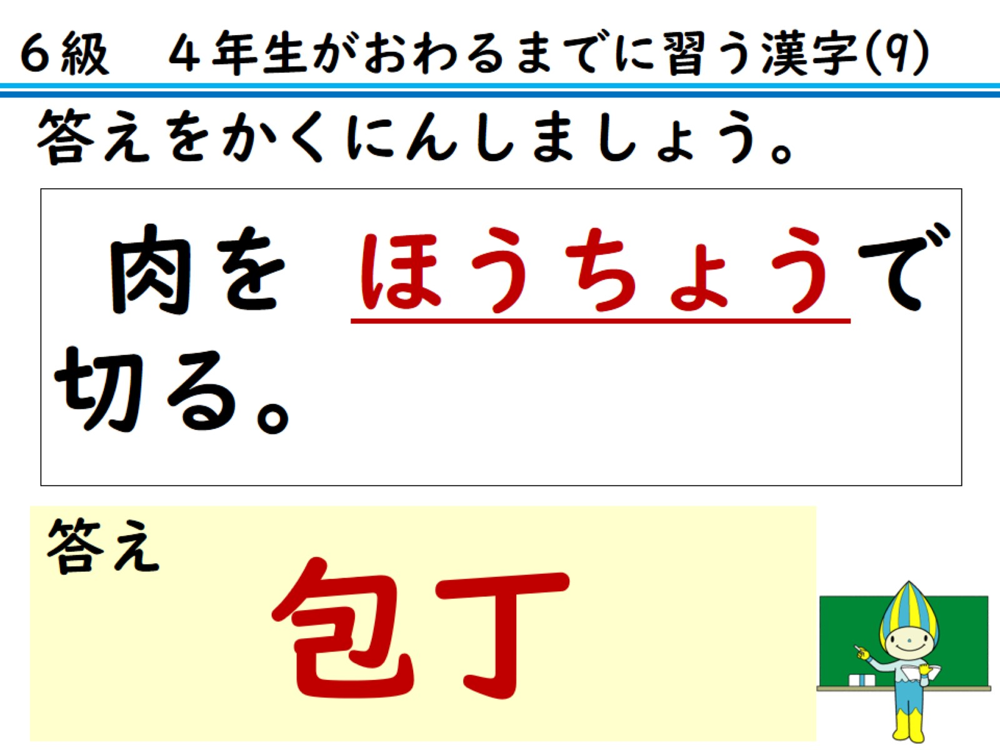 ６級　４年生がおわるまでに習う漢字(9)
答えをかくにんしましょう。
肉を　ほうちょうで
切る。
答え
包丁